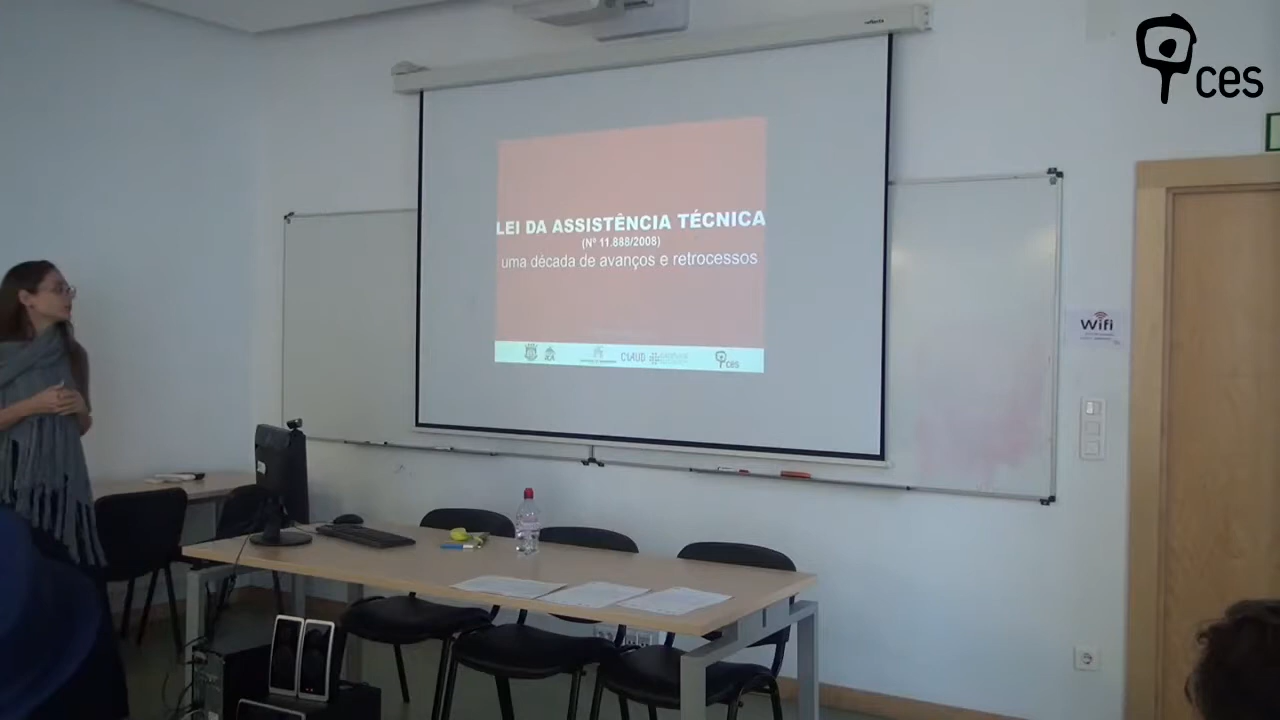 ces
LEI DA ASSISTÊNCIA TÉCNICA
(Nº 11.888/2008)
uma década de avanços e retrocessos
CIAUD
ces
Wifi